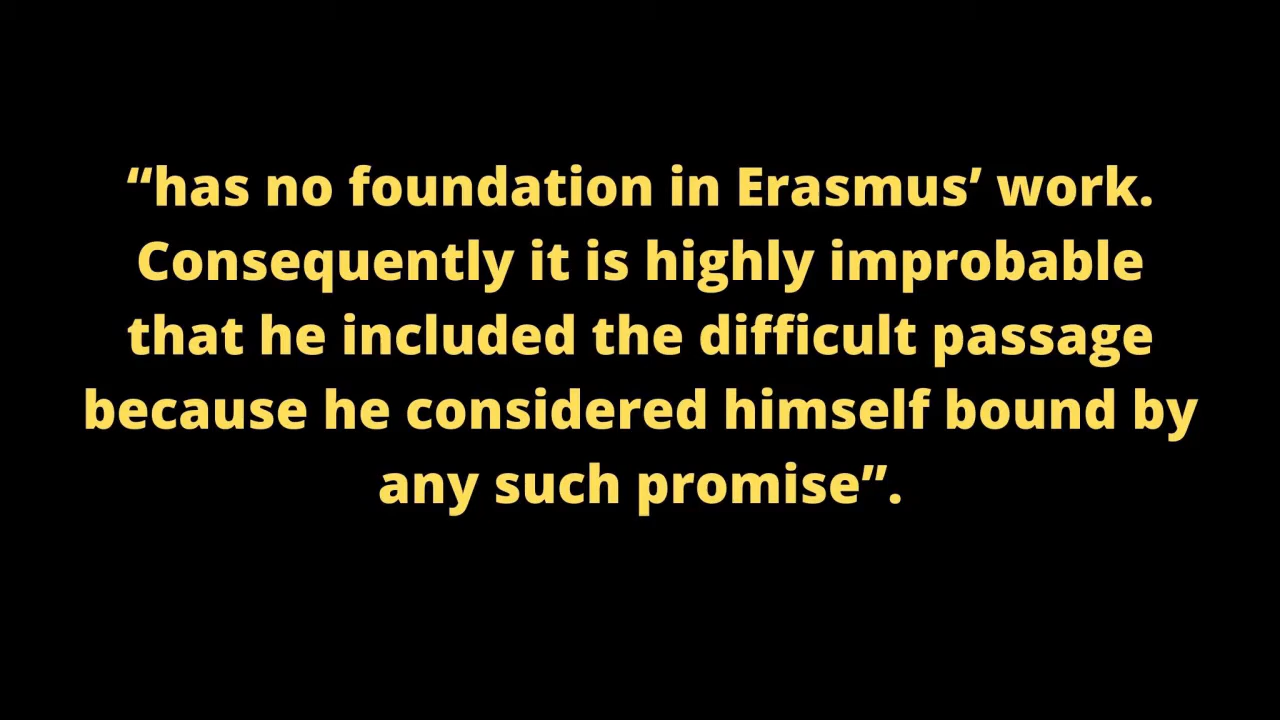 “has no foundation in Erasmus’ work.
Consequently it is highly improbable
that he included the difficult passage
because he considered himself bound by
any such promise”.